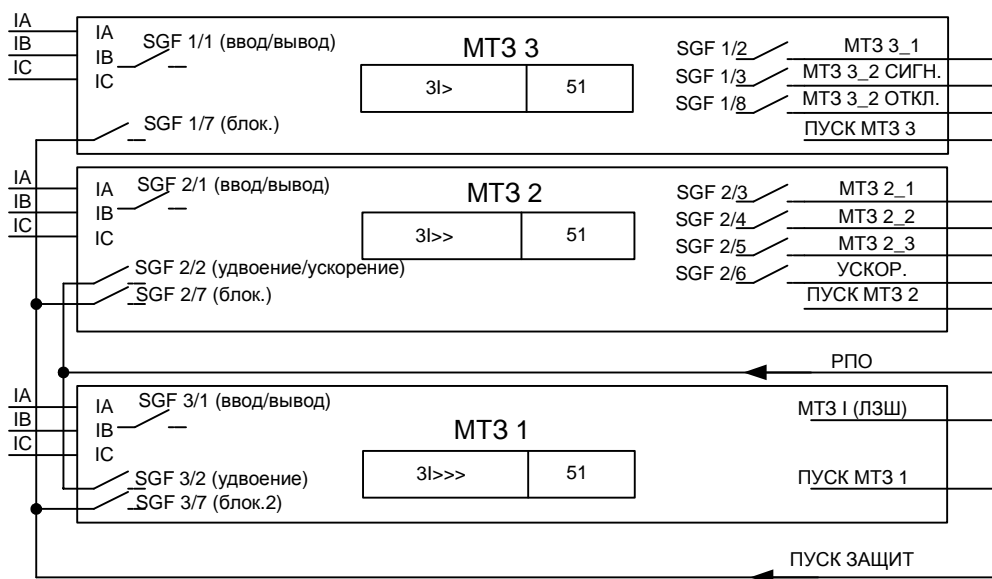 IA
IB
IC
IA
IB
IC
SGF 1/1 (ввод/вывод)
МТЗ 3
3I>
51
SGF 1/2
МТЗ 3_1
SGF 1/3
МТЗ 3_2 СИГН.
SGF 1/8
МТЗ 3_2 ОТКЛ.
SGF 1/7 (блок.)
ПУСК МТЗ 3
IA
IB
IC
IA
IB
IC
SGF 2/1 (ввод/вывод)
МТЗ 2
3I>>
51
SGF 2/3
МТЗ 2_1
SGF 2/4
МТЗ 2_2
SGF 2/5
МТЗ 2_3
SGF 2/6
УСКОР.
SGF 2/2 (удвоение/ускорение)
SGF 2/7 (блок.)
ПУСК МТЗ 2
РПО
IA
IB
IC
IA
IB
IC
SGF 3/1 (ввод/вывод)
МТЗ 1
3I>>>
51
МТЗ I (ЛЗШ)
SGF 3/2 (удвоение)
SGF 3/7 (блок.2)
ПУСК МТЗ 1
ПУСК ЗАЩИТ